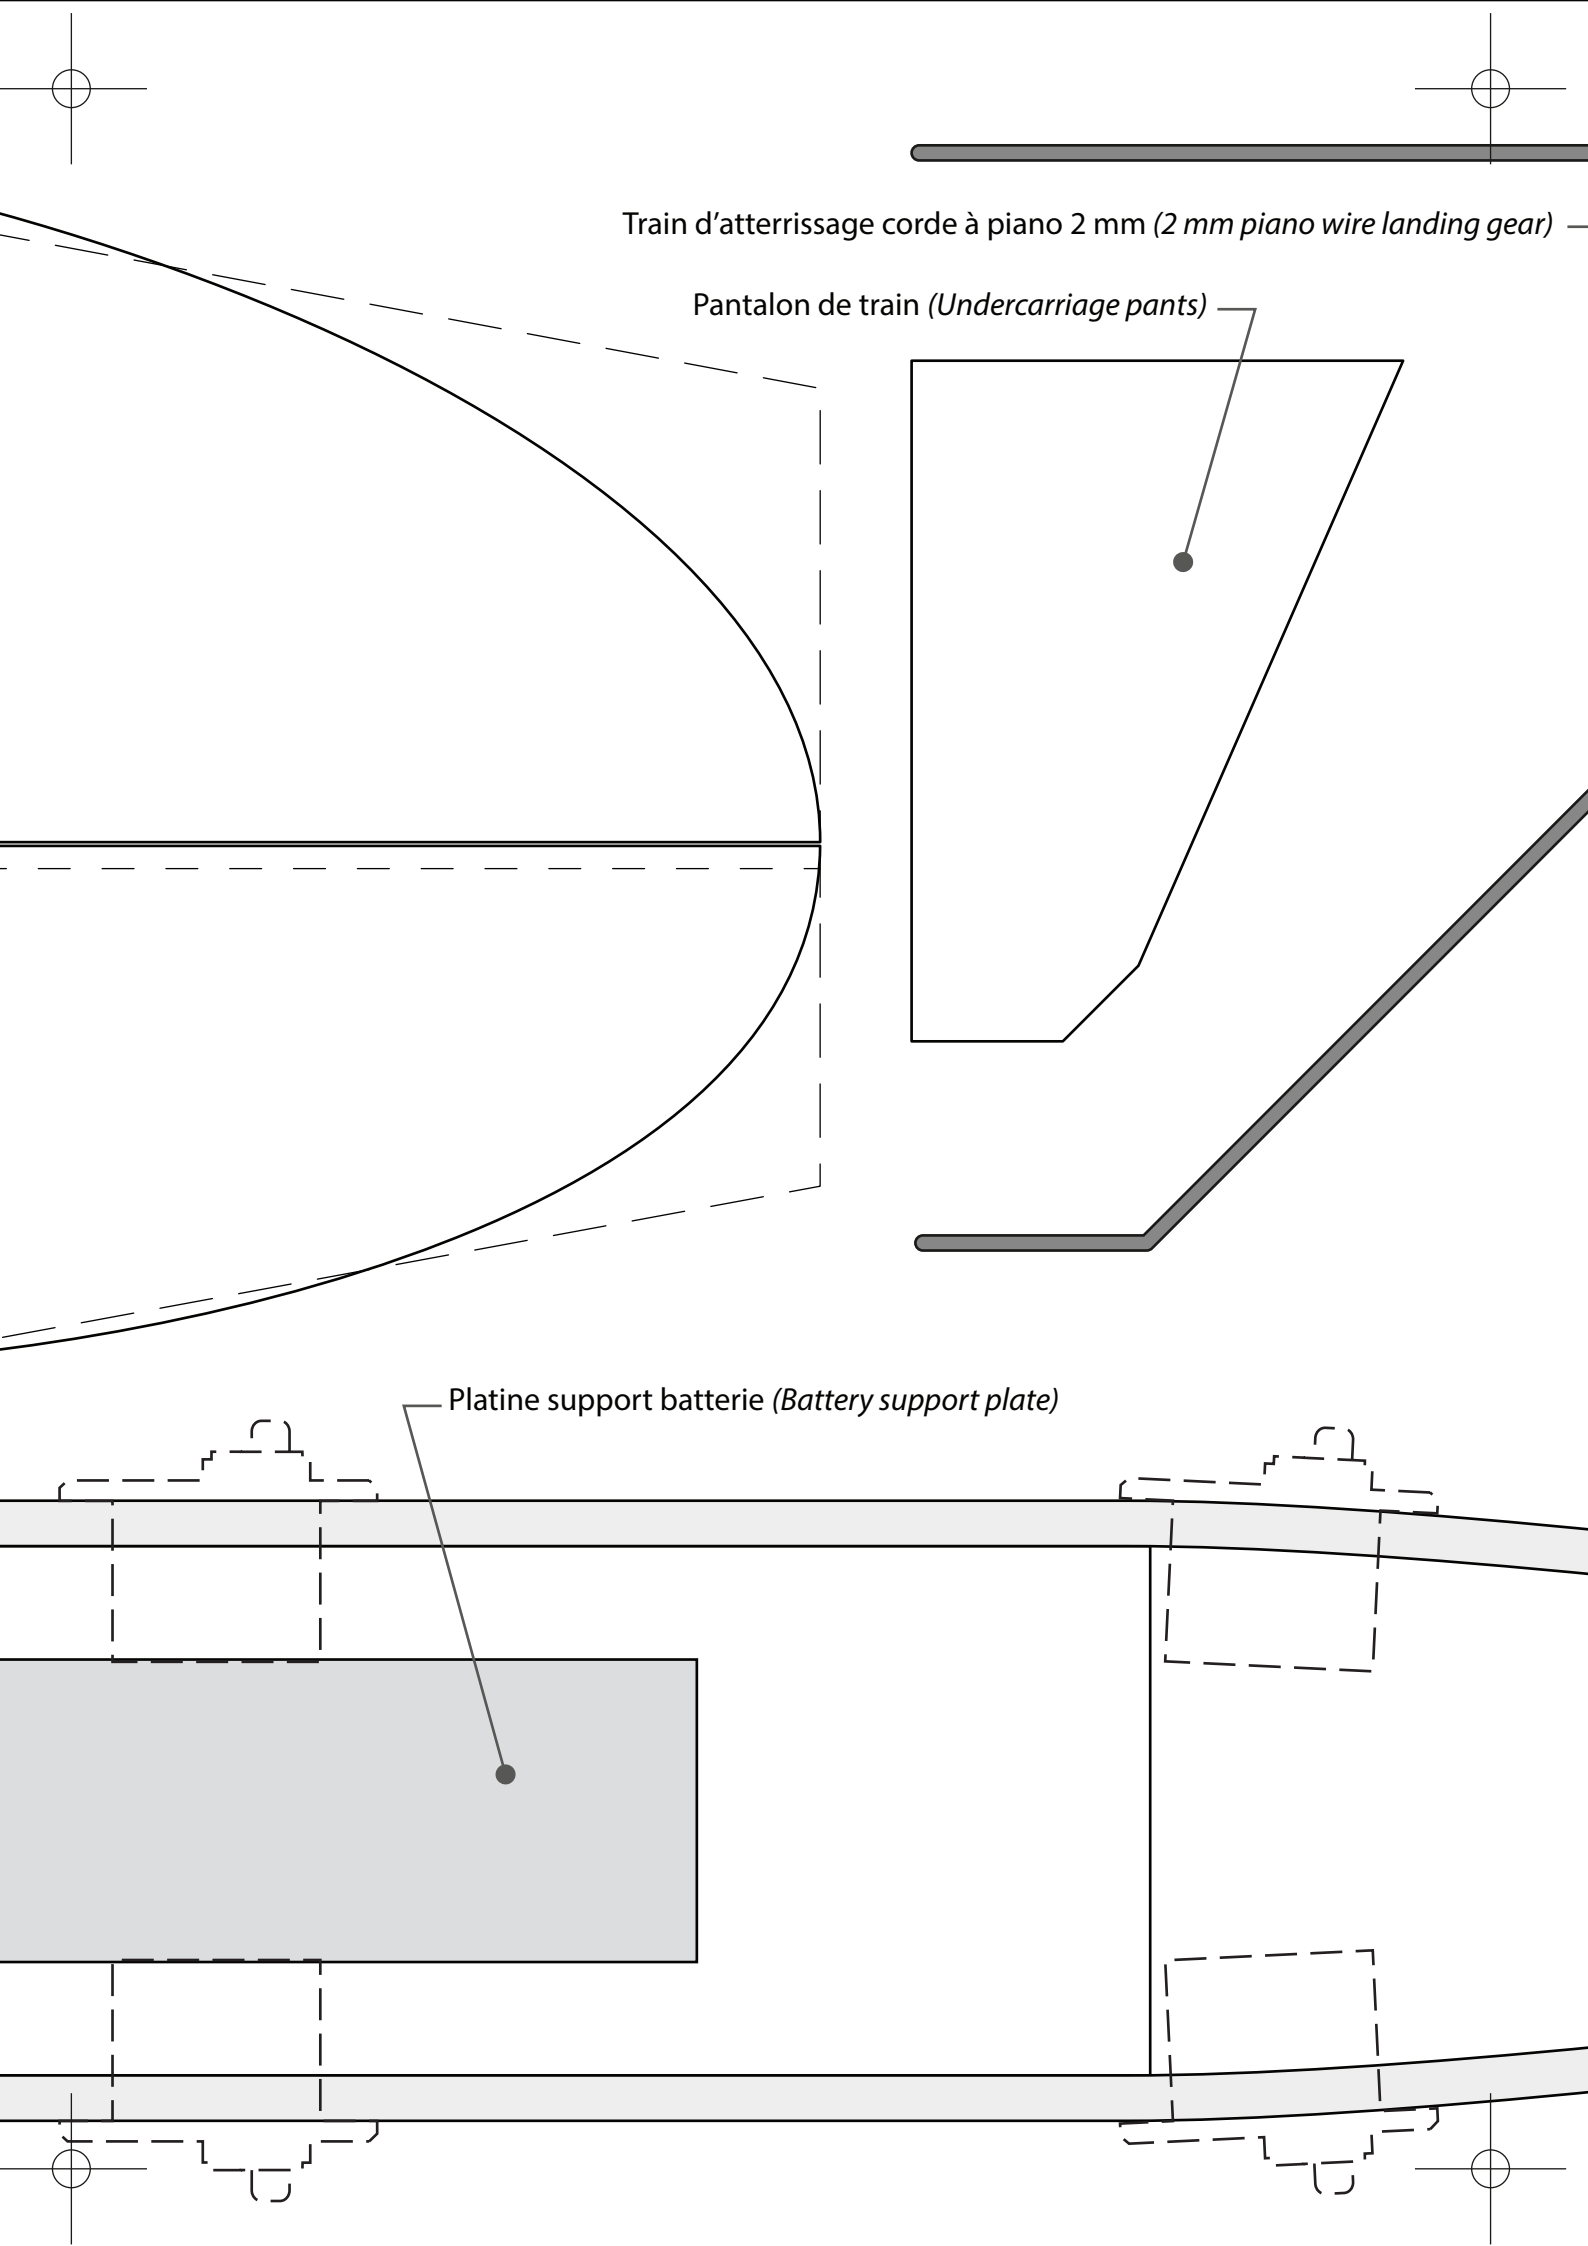 Train d’atterrissage corde à piano 2 mm (2 mm piano wire landing gear)
Pantalon de train (Undercarriage pants)
Platine support batterie (Battery support plate)